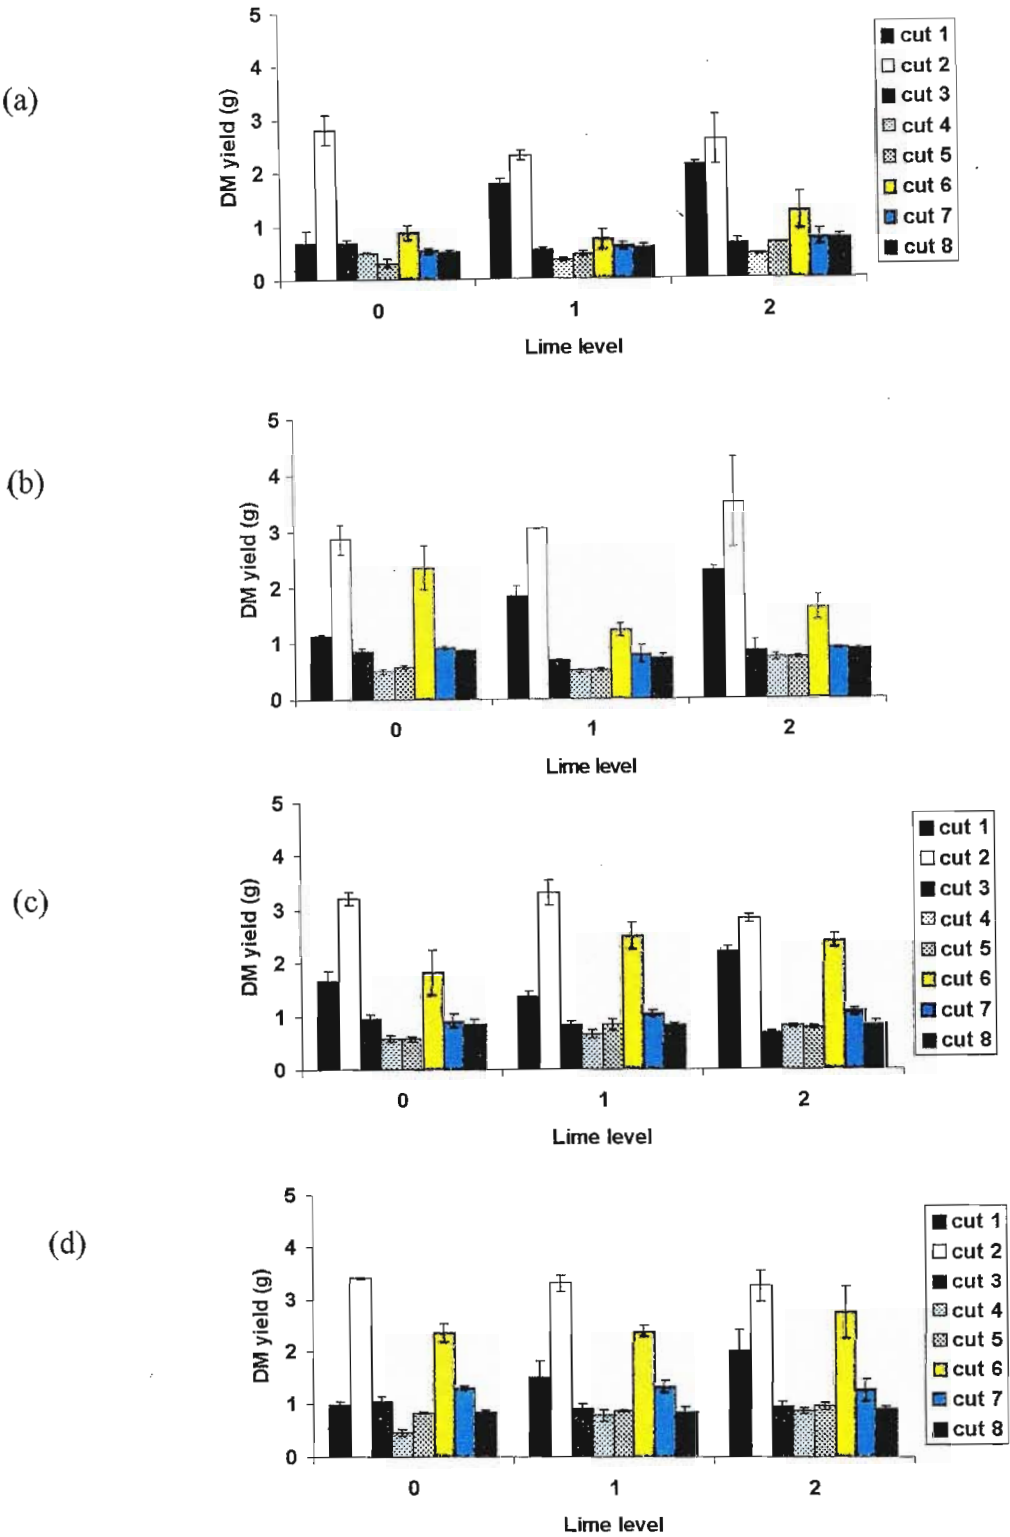 (a)
DM yield (g)
5
4
3
2
1
0
0 1 2
Lime level
cut 1
cut 2
cut 3
cut 4
cut 5
cut 6
cut 7
cut 8
(b)
DM yield (g)
5
4
3
2
1
0
0 1 2
Lime level
(c)
DM yield (g)
5
4
3
2
1
0
0 1 2
Lime level
cut 1
cut 2
cut 3
cut 4
cut 5
cut 6
cut 7
cut 8
(d)
DM yield (g)
5
4
3
2
1
0
0 1 2
Lime level
cut 1
cut 2
cut 3
cut 4
cut 5
cut 6
cut 7
cut 8